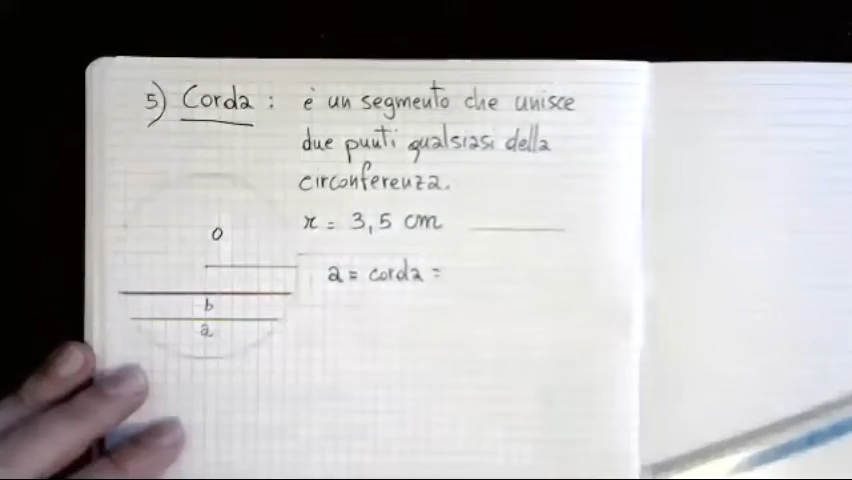 5) Corda : è un segmento che unisce
due punti qualsiasi della
circonferenza.
r = 3,5 cm
O
a = corda =
b
a